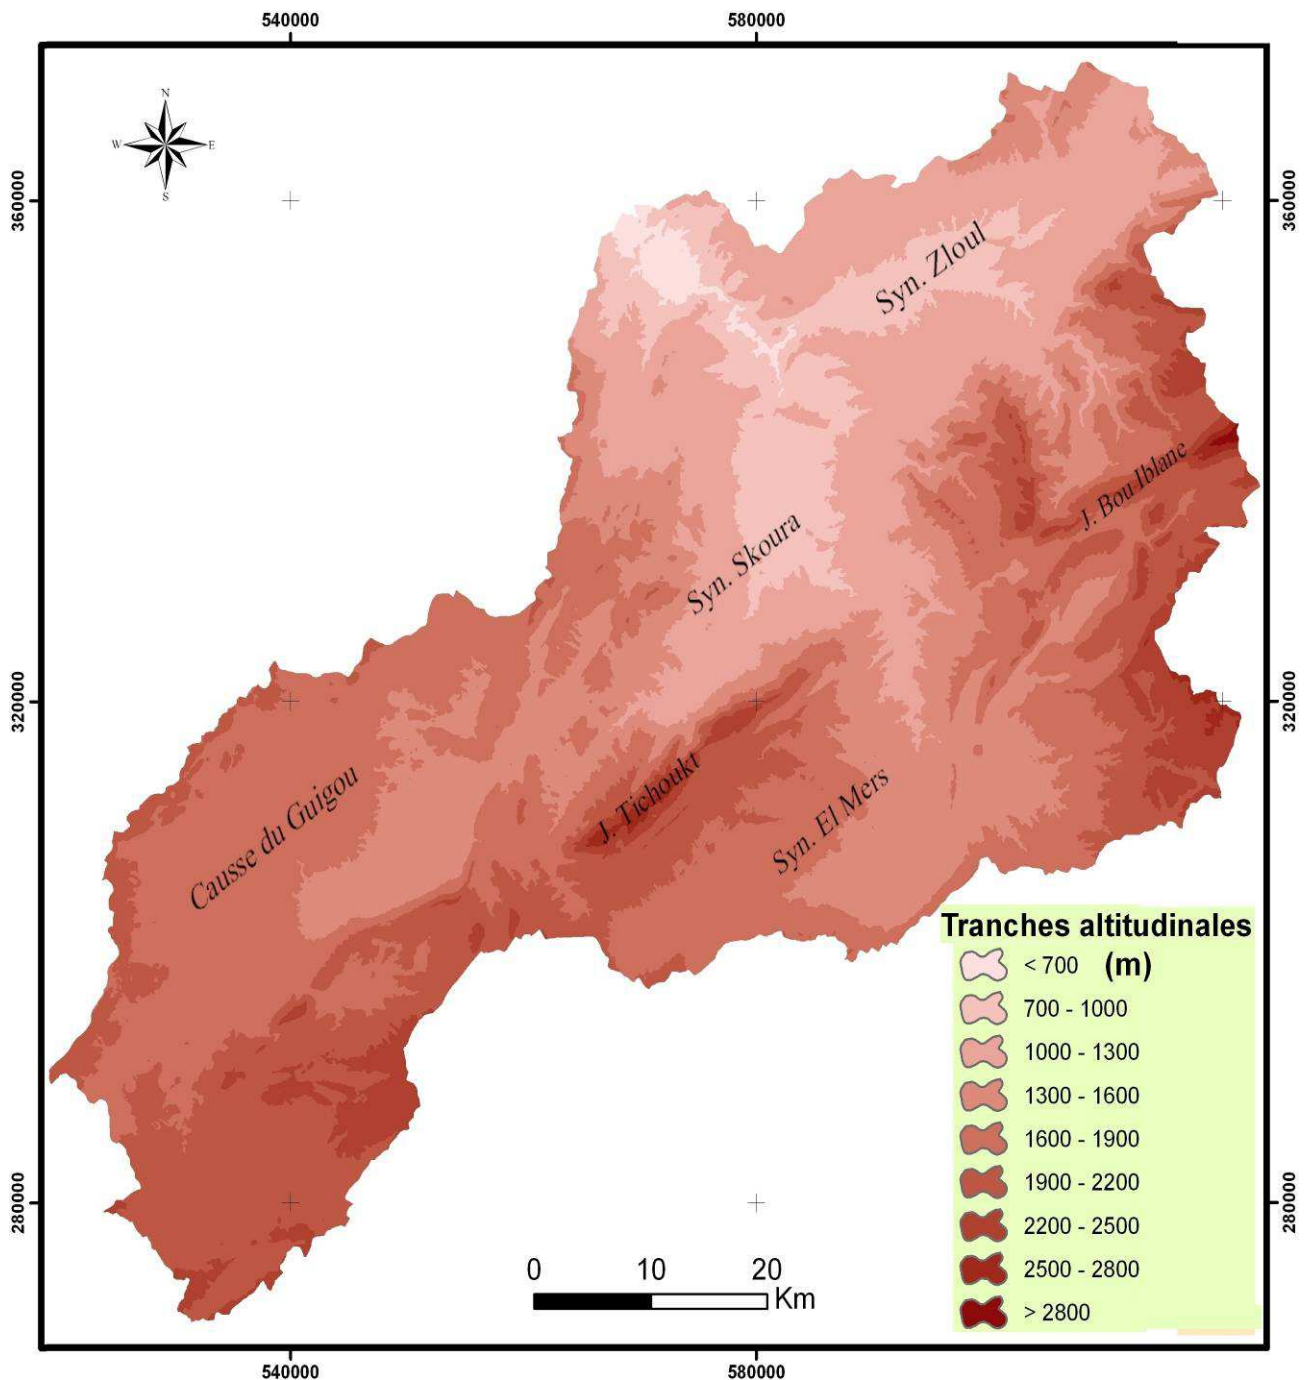 540000
580000
N
W
E
S
360000
360000
Syn. Zloul
J. Bou Iblane
Syn. Skoura
320000
320000
J. Tichoukt
Causse du Guigou
Syn. El Mers
Tranches altitudinales
(m)
< 700
700 - 1000
1000 - 1300
1300 - 1600
1600 - 1900
1900 - 2200
2200 - 2500
2500 - 2800
> 2800
280000
280000
0
10
20
Km
540000
580000